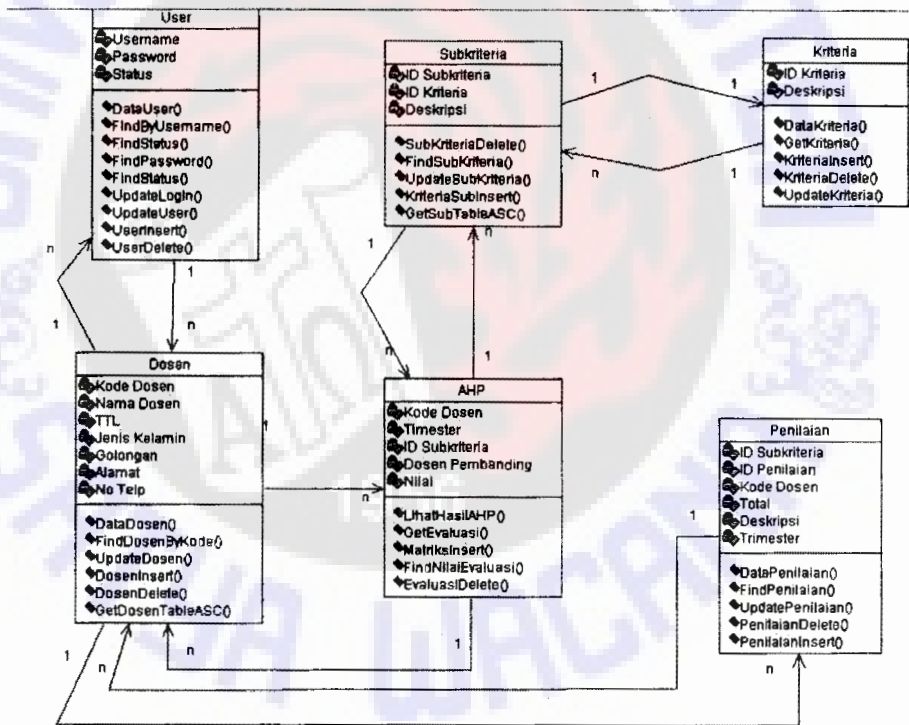 User
Username
Password
Status
DataUser()
FindByUsername()
FindStatus()
FindPassword()
FindStatus()
UpdateLogin()
UpdateUser()
UserInsert()
UserDelete()
Subkriteria
ID Subkriteria
ID Kriteria
Deskripsi
SubKriteriaDelete()
FindSubKriteria()
UpdateSubKriteria()
KriteriaSubInsert()
GetSubTableASC()
Kriteria
ID Kriteria
Deskripsi
DataKriteria()
GetKriteria()
KriteriaInsert()
KriteriaDelete()
UpdateKriteria()
1
1
n
1
n
1
1
n
1
n
n
1
Dosen
Kode Dosen
Nama Dosen
TTL
Jenis Kelamin
Golongan
Alamat
No Telp
DataDosen()
FindDosenByKode()
UpdateDosen()
DosenInsert()
DosenDelete()
GetDosenTableASC()
1
n
AHP
Kode Dosen
Timester
ID Subkriteria
Dosen Pembanding
Nilai
LihatHasilAHP()
GetEvaluasi()
MatriksInsert()
FindNilaiEvaluasi()
EvaluasiDelete()
Penilaian
ID Subkriteria
ID Penilaian
Kode Dosen
Total
Deskripsi
Trimester
DataPenilaian()
FindPenilaian()
UpdatePenilaian()
PenilaianDelete()
PenilaianInsert()
1
1
n
n
1
n
WACANA